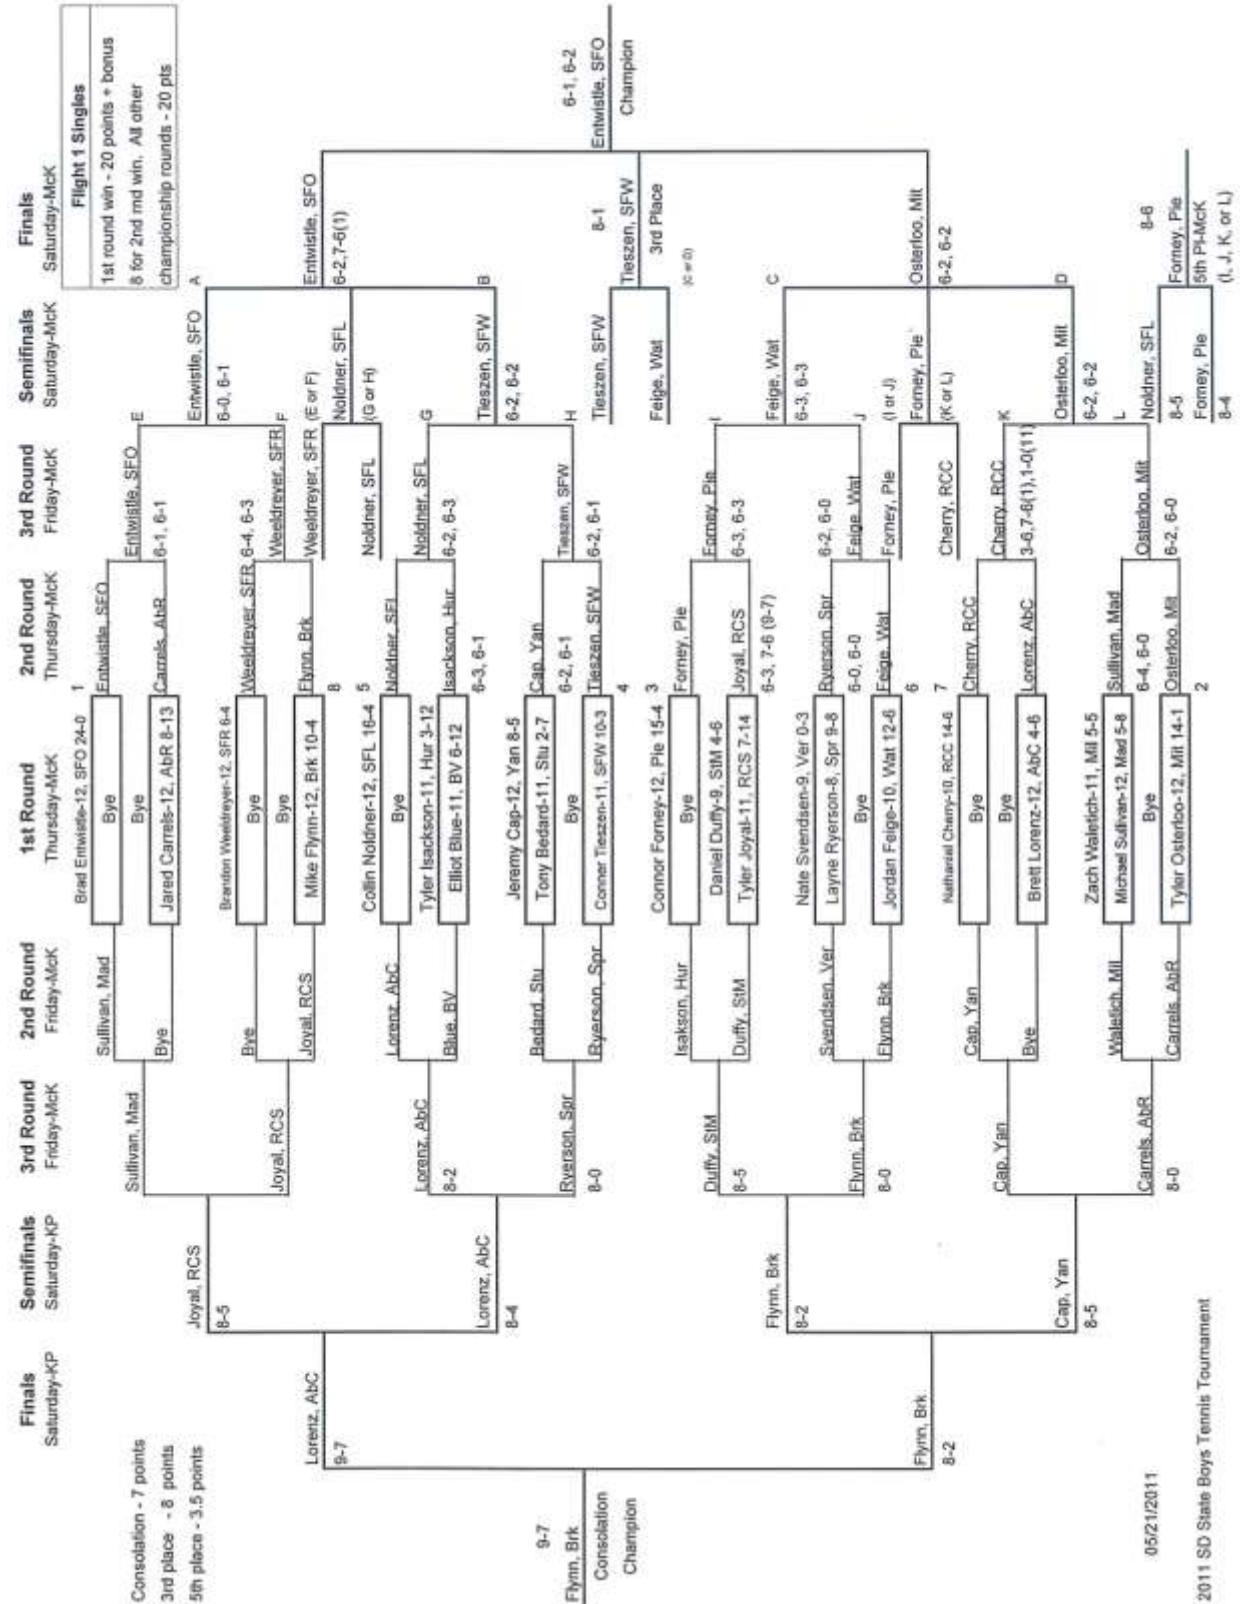 Finals
Saturday-KP
Semifinals
Saturday-KP
3rd Round
Friday-McK
2nd Round
Friday-McK
1st Round
Thursday-McK
2nd Round
Thursday-McK
3rd Round
Friday-McK
Semifinals
Saturday-McK
Finals
Saturday-McK
Flight 1 Singles
1st round win - 20 points + bonus
8 for 2nd rnd win. All other
championship rounds - 20 pts
Consolation - 7 points
3rd place - 8 points
5th place - 3.5 points
9-7
Flynn, Brk
Consolation
Champion
Lorenz, AbC
9-7
Flynn, Brk
8-2
Joyal, RCS
8-5
Lorenz, AbC
8-4
Flynn, Brk
8-2
Cap, Yan
8-5
Sullivan, Mad
Joyal, RCS
Lorenz, AbC
8-2
Ryerson, Spr
8-0
Duffy, StM
8-5
Flynn, Brk
8-0
Cap, Yan
Carrels, AbR
8-0
Sullivan, Mad
Bye
Bye
Joyal, RCS
Lorenz, AbC
Blue, BV
Bedard, Stu
Ryerson, Spr
Isakson, Hur
Duffy, StM
Svendsen, Ver
Flynn, Brk
Cap, Yan
Bye
Waletich, Mil
Carrels, AbR
Brad Entwistle-12, SFO 24-0
1
Bye
Bye
Jared Carrels-12, AbR 8-13
Brandon Weeldreyer-12, SFR 6-4
Bye
Bye
Mike Flynn-12, Brk 10-4
8
Collin Noldner-12, SFL 16-4
5
Bye
Tyler Isackson-11, Hur 3-12
Elliot Blue-11, BV 6-12
Jeremy Cap-12, Yan 8-5
Tony Bedard-11, Stu 2-7
Bye
Conner Tieszen-11, SFW 10-3
4
Connor Forney-12, Pie 15-4
3
Bye
Daniel Duffy-9, StM 4-6
Tyler Joyal-11, RCS 7-14
Nate Svendsen-9, Ver 0-3
Layne Ryerson-8, Spr 9-8
Bye
Jordan Feige-10, Wat 12-6
6
Nathanial Cherry-10, RCC 14-6
7
Bye
Bye
Brett Lorenz-12, AbC 4-6
Zach Waletich-11, Mil 5-5
Michael Sullivan-12, Mad 5-8
Bye
Tyler Osterloo-12, Mit 14-1
2
Entwistle, SFO
Carrels, AbR
Weeldreyer, SFR
Flynn, Brk
Noldner, SFL
Isackson, Hur
6-3, 6-1
Cap, Yan
6-2, 6-1
Tieszen, SFW
Forney, Pie
Joyal, RCS
6-3, 7-6 (9-7)
Ryerson, Spr
6-0, 6-0
Feige, Wat
Cherry, RCC
Lorenz, AbC
Sullivan, Mad
6-4, 6-0
Osterloo, Mit
Entwistle, SFO
6-1, 6-1
6-4, 6-3
Weeldreyer, SFR
Weeldreyer, SFR
Noldner, SFL
Noldner, SFL
6-2, 6-3
Tieszen, SFW
6-2, 6-1
Forney, Pie
6-3, 6-3
6-2, 6-0
Feige, Wat
Forney, Pie
Cherry, RCC
Cherry, RCC
3-6,7-6(1),1-0(11)
Osterloo, Mit
6-2, 6-0
E
Entwistle, SFO
6-0, 6-1
F
(E or F)
Noldner, SFL
(G or H)
G
Tieszen, SFW
6-2, 6-2
H
Tieszen, SFW
Feige, Wat
I
Feige, Wat
6-3, 6-3
J
(I or J)
Forney, Pie
(K or L)
K
Osterloo, Mit
6-2, 6-2
L
Noldner, SFL
8-5
Forney, Pie
8-4
A
Entwistle, SFO
6-2,7-6(1)
B
8-1
Tieszen, SFW
3rd Place
(C or D)
C
Osterloo, Mit
6-2, 6-2
D
8-6
Forney, Pie
5th Pl-McK
(I, J, K, or L)
6-1, 6-2
Entwistle, SFO
Champion
05/21/2011
2011 SD State Boys Tennis Tournament